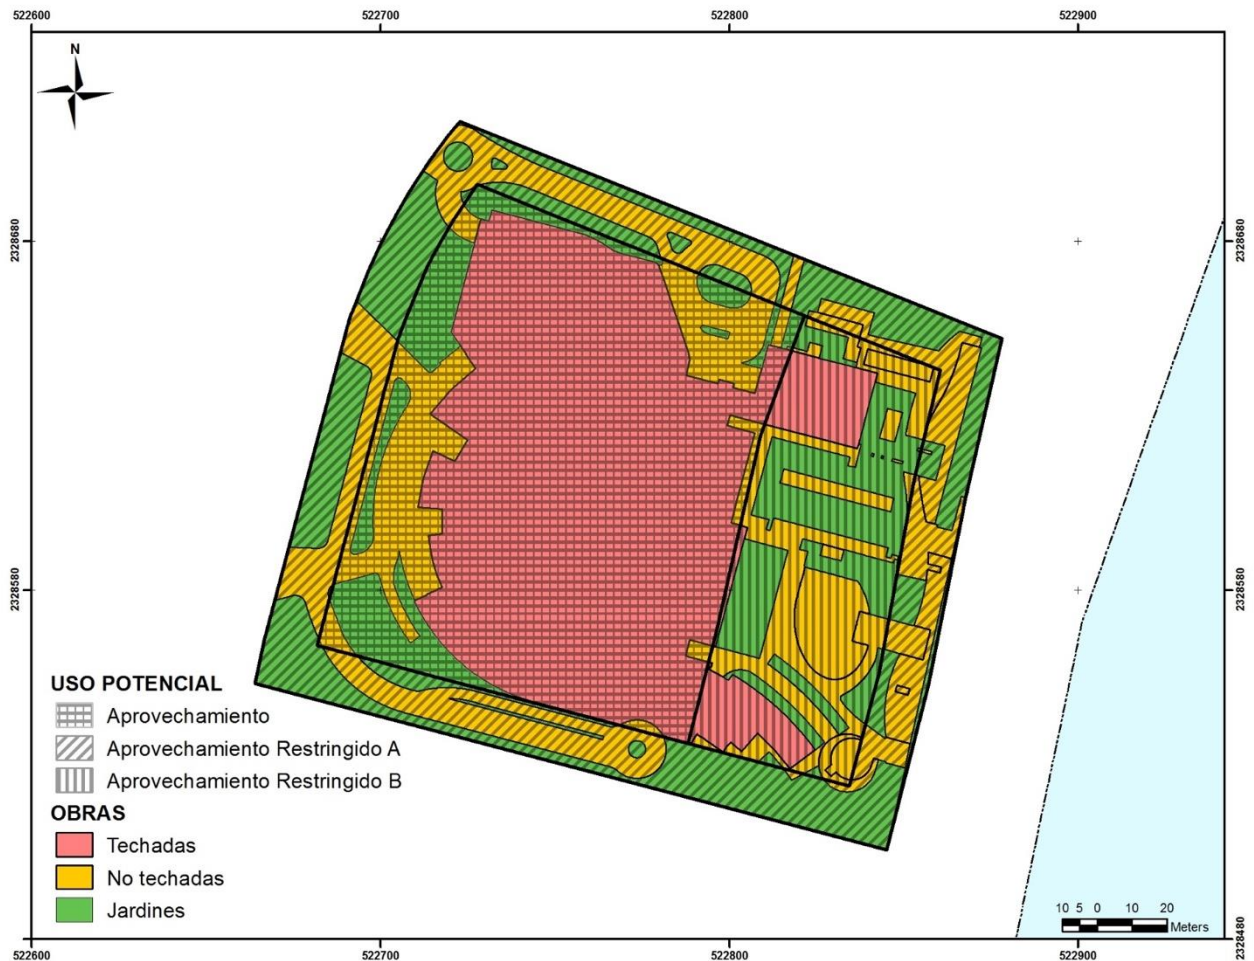 522600 522700 522800 522900
N
2328680 2328680
2328580 2328580
USO POTENCIAL
Aprovechamiento
Aprovechamiento Restringido A
Aprovechamiento Restringido B
OBRAS
Techadas
No techadas
Jardines
10 5 0 10 20
Meters
2328480
522600 522700 522800 522900